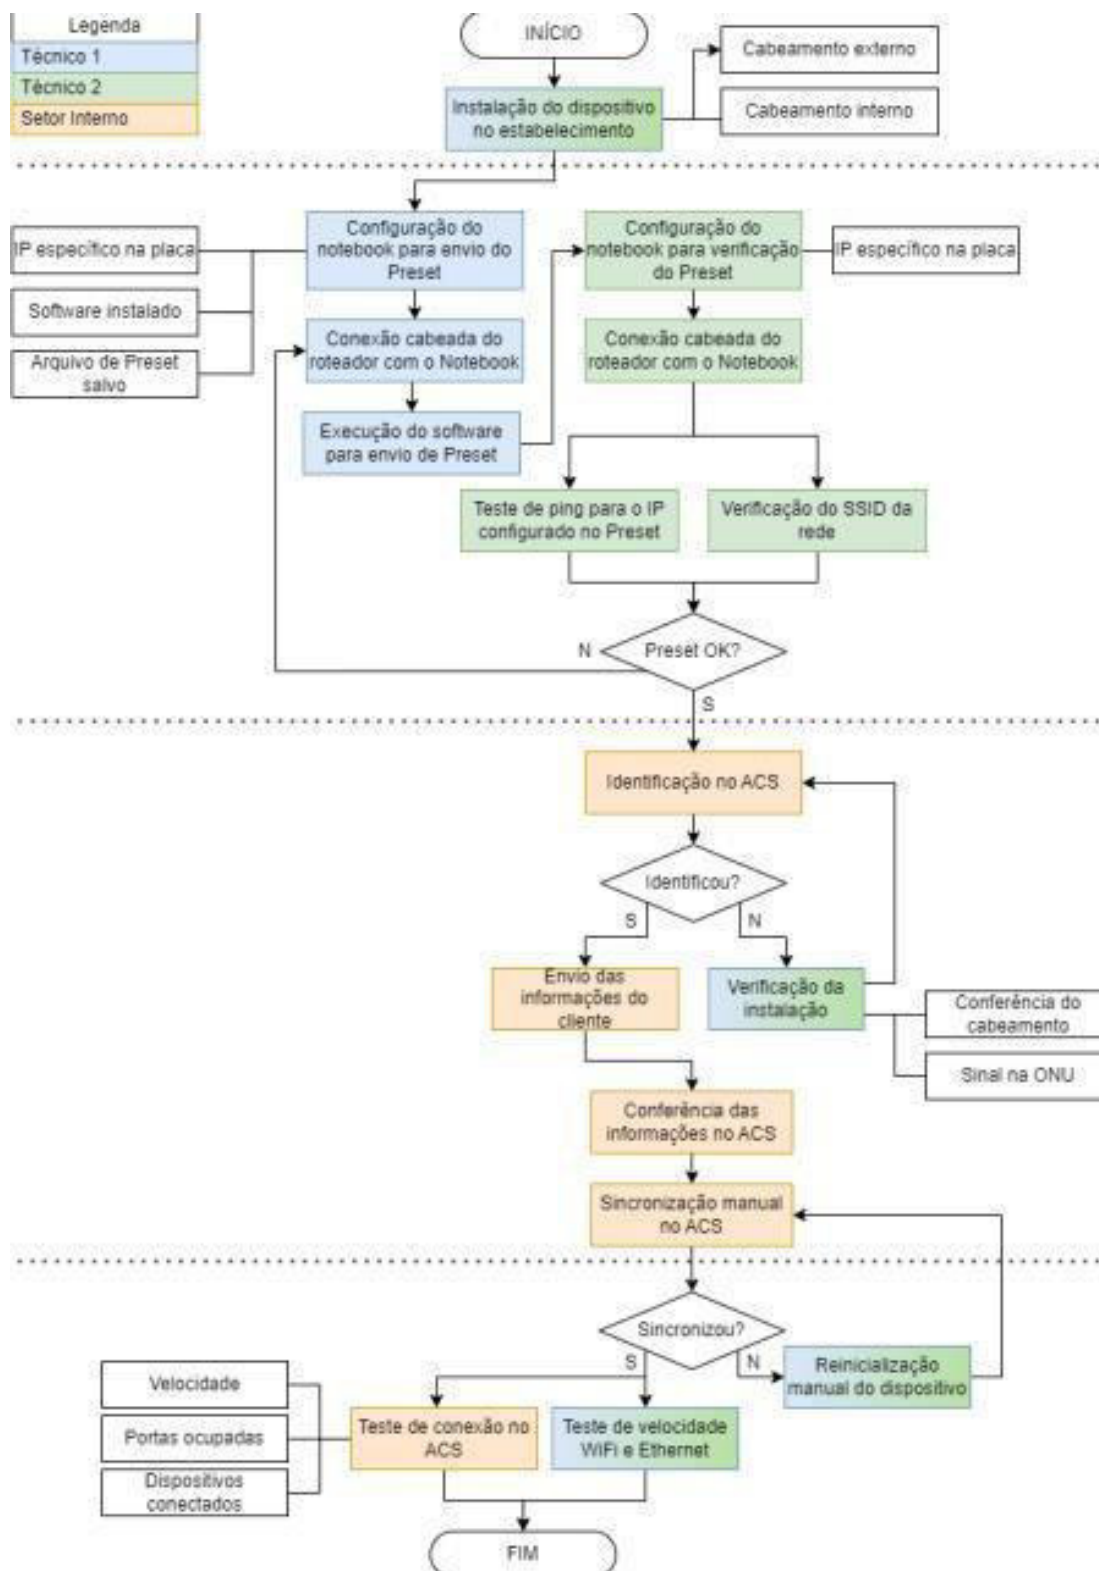 Legenda
Técnico 1
Técnico 2
Setor Interno
INÍCIO
Cabeamento externo
Instalação do dispositivo
no estabelecimento
Cabeamento interno
IP específico na placa
Software instalado
Arquivo de Preset
salvo
Configuração do
notebook para envio do
Preset
Conexão cabeada do
roteador com o Notebook
Execução do software
para envio de Preset
Configuração do
notebook para verificação
do Preset
IP específico na placa
Conexão cabeada do
roteador com o Notebook
Teste de ping para o IP
configurado no Preset
Verificação do SSID da
rede
N
Preset OK?
S
Identificação no ACS
Identificou?
S
N
Envio das
informações do
cliente
Verificação da
instalação
Conferência do
cabeamento
Sinal na ONU
Conferência das
informações no ACS
Sincronização manual
no ACS
Sincronizou?
S
N
Reinicialização
manual do dispositivo
Velocidade
Portas ocupadas
Dispositivos
conectados
Teste de conexão no
ACS
Teste de velocidade
WiFi e Ethernet
FIM